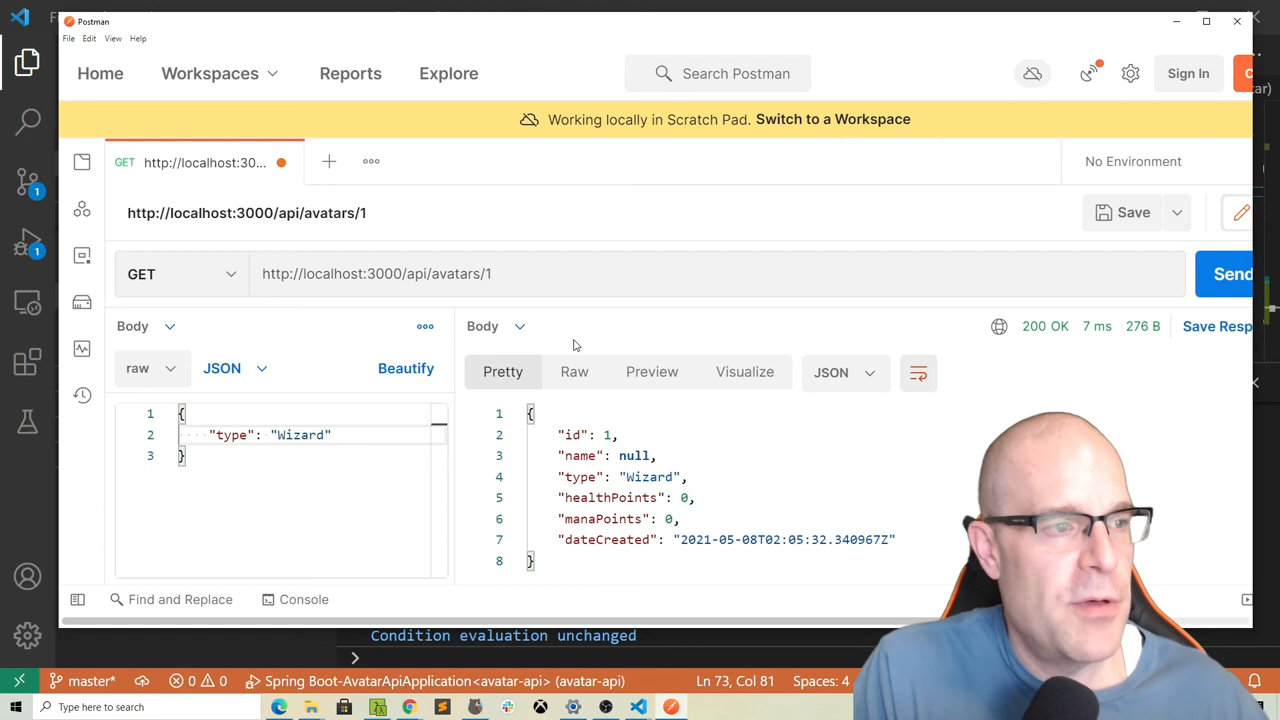 Postman
File Edit View Help
Home Workspaces Reports Explore Search Postman Sign In
Working locally in Scratch Pad. Switch to a Workspace
GET http://localhost:30... No Environment
http://localhost:3000/api/avatars/1 Save
GET http://localhost:3000/api/avatars/1 Send
Body Body 200 OK 7 ms 276 B Save Resp
raw JSON Beautify Pretty Raw Preview Visualize JSON
1 {
2 "type": "Wizard"
3 }
1 {
2 "id": 1,
3 "name": null,
4 "type": "Wizard",
5 "healthPoints": 0,
6 "manaPoints": 0,
7 "dateCreated": "2021-05-08T02:05:32.340967Z"
8 }
Find and Replace Console
1
1
Condition evaluation unchanged
>
master* 0 0 Spring Boot-AvatarApiApplication<avatar-api> (avatar-api) Ln 73, Col 81 Spaces: 4
Type here to search